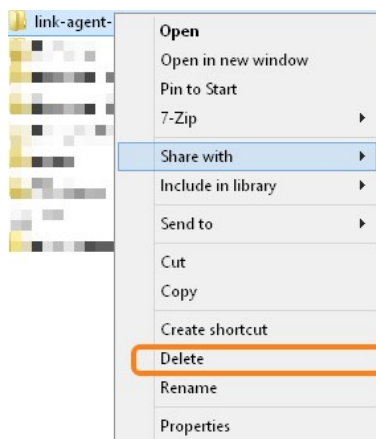 link-agent-
Open
Open in new window
Pin to Start
7-Zip
Share with
Include in library
Send to
Cut
Copy
Create shortcut
Delete
Rename
Properties